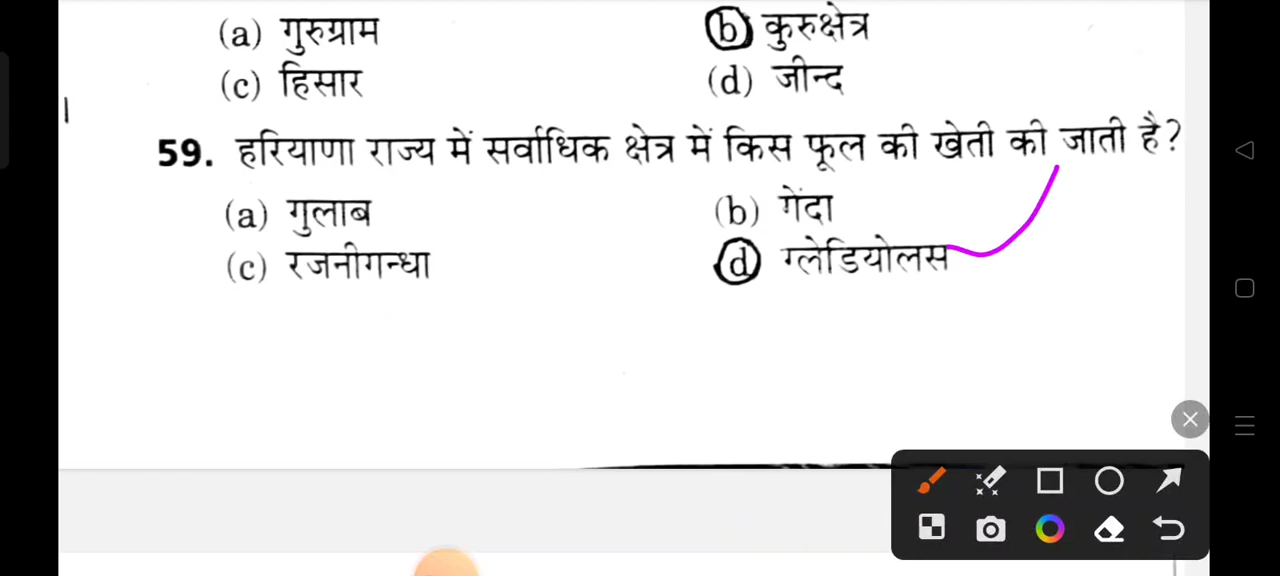 (a) गुरुग्राम (b) कुरुक्षेत्र
(c) हिसार (d) जीन्द
59. हरियाणा राज्य में सर्वाधिक क्षेत्र में किस फूल की खेती की जाती है?
(a) गुलाब (b) गेंदा
(c) रजनीगन्धा (d) ग्लेडियोलस